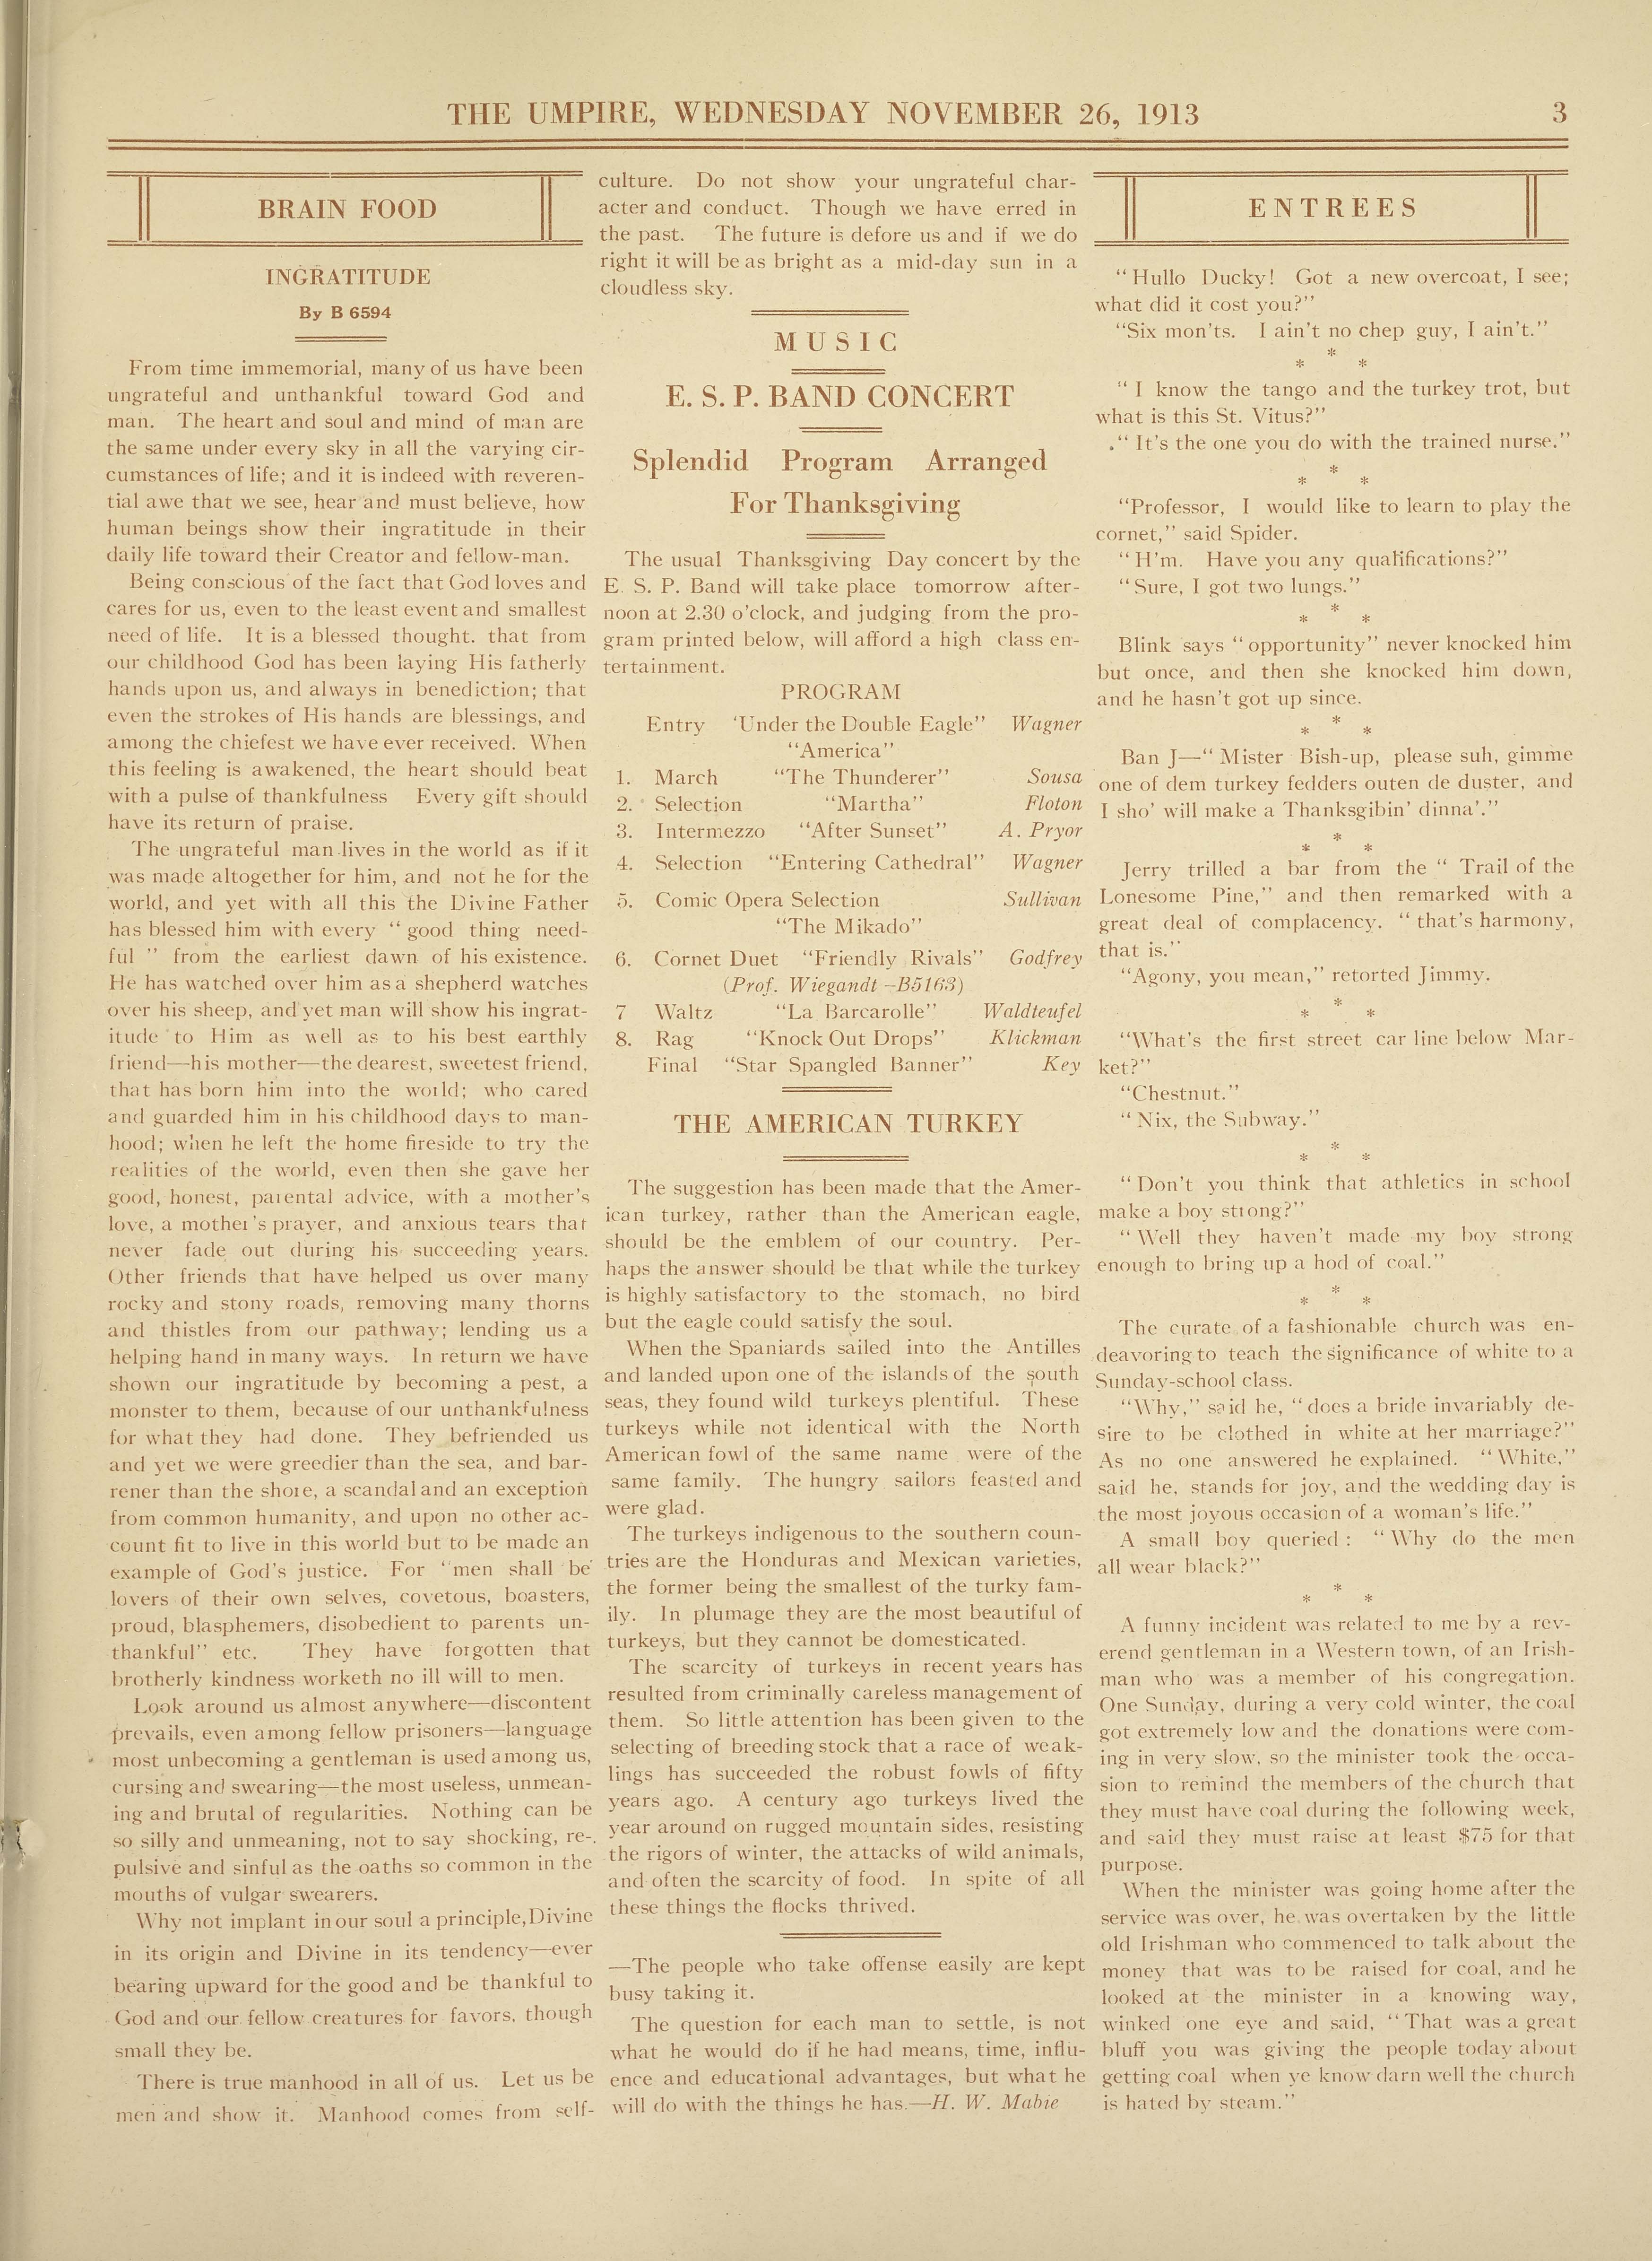 THE UMPIRE, WEDNESDAY NOVEMBER 26, 1913
3
BRAIN FOOD
INGRATITUDE
By B 6594
From time immemorial, many of us have been
ungrateful and unthankful toward God and
man. The heart and soul and mind of man are
the same under every sky in all the varying cir-
cumstances of life; and it is indeed with reveren-
tial awe that we see, hear and must believe, how
human beings show their ingratitude in their
daily life toward their Creator and fellow-man.
Being conscious of the fact that God loves and
cares for us, even to the least event and smallest
need of life. It is a blessed thought. that from
our childhood God has been laying His fatherly
hands upon us, and always in benediction; that
even the strokes of His hands are blessings, and
among the chiefest we have ever received. When
this feeling is awakened, the heart should beat
with a pulse of thankfulness Every gift should
have its return of praise.
The ungrateful man lives in the world as if it
was made altogether for him, and not he for the
world, and yet with all this the Divine Father
has blessed him with every "good thing need-
ful" from the earliest dawn of his existence.
He has watched over him as a shepherd watches
over his sheep, and yet man will show his ingrat-
itude to Him as well as to his best earthly
friend—his mother—the dearest, sweetest friend,
that has born him into the world; who cared
and guarded him in his childhood days to man-
hood; when he left the home fireside to try the
realities of the world, even then she gave her
good, honest, parental advice, with a mother's
love, a mother's prayer, and anxious tears that
never fade out during his succeeding years.
Other friends that have helped us over many
rocky and stony roads, removing many thorns
and thistles from our pathway; lending us a
helping hand in many ways. In return we have
shown our ingratitude by becoming a pest, a
monster to them, because of our unthankfulness
for what they had done. They befriended us
and yet we were greedier than the sea, and bar-
rener than the shore, a scandal and an exception
from common humanity, and upon no other ac-
count fit to live in this world but to be made an
example of God's justice. For "men shall be
lovers of their own selves, covetous, boasters,
proud, blasphemers, disobedient to parents un-
thankful" etc. They have forgotten that
brotherly kindness worketh no ill will to men.
Look around us almost anywhere—discontent
prevails, even among fellow prisoners—language
most unbecoming a gentleman is used among us,
cursing and swearing—the most useless, unmean-
ing and brutal of regularities. Nothing can be
so silly and unmeaning, not to say shocking, re-
pulsive and sinful as the oaths so common in the
mouths of vulgar swearers.
Why not implant in our soul a principle, Divine
in its origin and Divine in its tendency—ever
bearing upward for the good and be thankful to
God and our fellow creatures for favors, though
small they be.
There is true manhood in all of us. Let us be
men and show it. Manhood comes from self-
culture. Do not show your ungrateful char-
acter and conduct. Though we have erred in
the past. The future is defore us and if we do
right it will be as bright as a mid-day sun in a
cloudless sky.
MUSIC
E. S. P. BAND CONCERT
Splendid Program Arranged
For Thanksgiving
The usual Thanksgiving Day concert by the
E. S. P. Band will take place tomorrow after-
noon at 2.30 o'clock, and judging from the pro-
gram printed below, will afford a high class en-
tertainment.
PROGRAM
Entry 'Under the Double Eagle" Wagner
"America"
1. March "The Thunderer" Sousa
2. Selection "Martha" Floton
3. Intermezzo "After Sunset" A. Pryor
4. Selection "Entering Cathedral" Wagner
5. Comic Opera Selection Sullivan
"The Mikado"
6. Cornet Duet "Friendly Rivals" Godfrey
(Prof. Wiegandt—B5163)
7 Waltz "La Barcarolle" Waldteufel
8. Rag "Knock Out Drops" Klickman
Final "Star Spangled Banner" Key
THE AMERICAN TURKEY
The suggestion has been made that the Amer-
ican turkey, rather than the American eagle,
should be the emblem of our country. Per-
haps the answer should be that while the turkey
is highly satisfactory to the stomach, no bird
but the eagle could satisfy the soul.
When the Spaniards sailed into the Antilles
and landed upon one of the islands of the south
seas, they found wild turkeys plentiful. These
turkeys while not identical with the North
American fowl of the same name were of the
same family. The hungry sailors feasted and
were glad.
The turkeys indigenous to the southern coun-
tries are the Honduras and Mexican varieties,
the former being the smallest of the turky fam-
ily. In plumage they are the most beautiful of
turkeys, but they cannot be domesticated.
The scarcity of turkeys in recent years has
resulted from criminally careless management of
them. So little attention has been given to the
selecting of breeding stock that a race of weak-
lings has succeeded the robust fowls of fifty
years ago. A century ago turkeys lived the
year around on rugged mountain sides, resisting
the rigors of winter, the attacks of wild animals,
and often the scarcity of food. In spite of all
these things the flocks thrived.
—The people who take offense easily are kept
busy taking it.
The question for each man to settle, is not
what he would do if he had means, time, influ-
ence and educational advantages, but what he
will do with the things he has.—H. W. Mabie
ENTREES
"Hullo Ducky! Got a new overcoat, I see;
what did it cost you?"
"Six mon'ts. I ain't no chep guy, I ain't."
* * *
"I know the tango and the turkey trot, but
what is this St. Vitus?"
"It's the one you do with the trained nurse."
* * *
"Professor, I would like to learn to play the
cornet," said Spider.
"H'm. Have you any qualifications?"
"Sure, I got two lungs."
* * *
Blink says "opportunity" never knocked him
but once, and then she knocked him down,
and he hasn't got up since.
* * *
Ban J—"Mister Bish-up, please suh, gimme
one of dem turkey fedders outen de duster, and
I sho' will make a Thanksgibin' dinna'."
* * *
Jerry trilled a bar from the "Trail of the
Lonesome Pine," and then remarked with a
great deal of complacency. "that's harmony,
that is."
"Agony, you mean," retorted Jimmy.
* * *
"What's the first street car line below Mar-
ket?"
"Chestnut."
"Nix, the Subway."
* * *
"Don't you think that athletics in school
make a boy strong?"
"Well they haven't made my boy strong
enough to bring up a hod of coal."
* * *
The curate of a fashionable church was en-
deavoring to teach the significance of white to a
Sunday-school class.
"Why," said he, "does a bride invariably de-
sire to be clothed in white at her marriage?"
As no one answered he explained. "White,"
said he, stands for joy, and the wedding day is
the most joyous occasion of a woman's life."
A small boy queried: "Why do the men
all wear black?"
* * *
A funny incident was related to me by a rev-
erend gentleman in a Western town, of an Irish-
man who was a member of his congregation.
One Sunday, during a very cold winter, the coal
got extremely low and the donations were com-
ing in very slow, so the minister took the occa-
sion to remind the members of the church that
they must have coal during the following week,
and said they must raise at least $75 for that
purpose.
When the minister was going home after the
service was over, he was overtaken by the little
old Irishman who commenced to talk about the
money that was to be raised for coal, and he
looked at the minister in a knowing way,
winked one eye and said, "That was a great
bluff you was giving the people today about
getting coal when ye know darn well the church
is hated by steam."